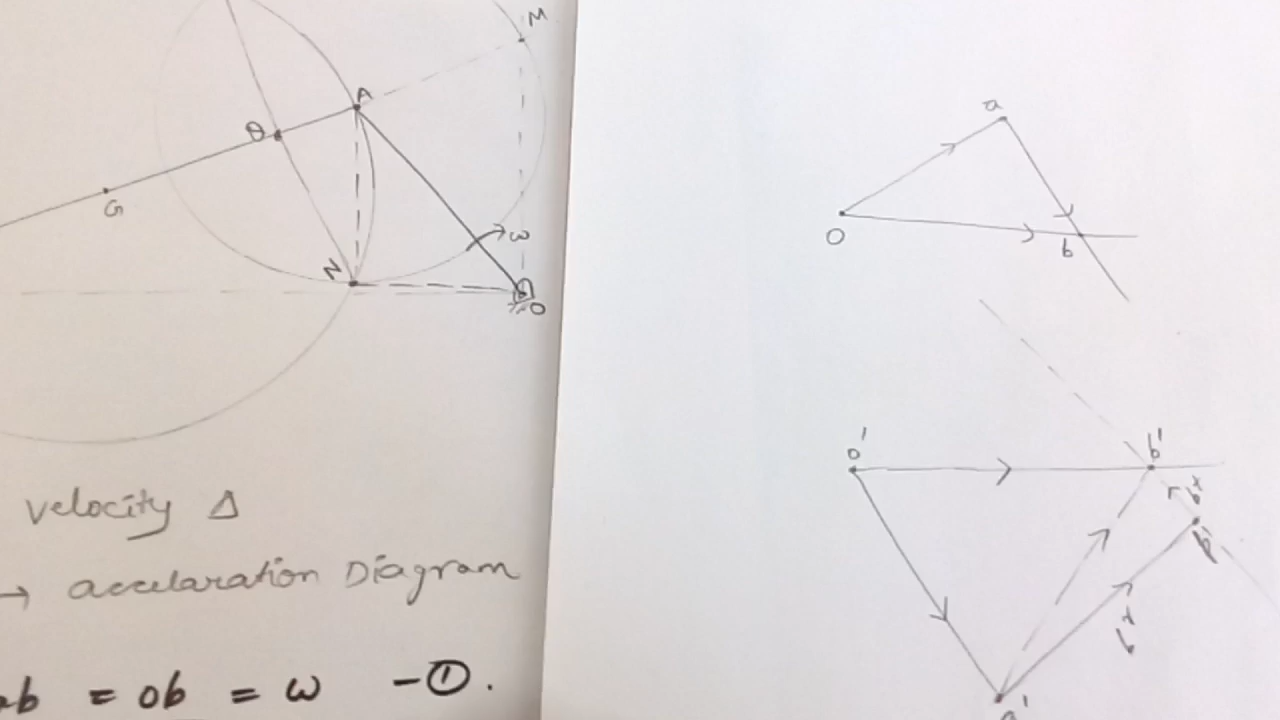 M
A
θ
G
ω
N
O
velocity Δ
→ accelaration Diagram
ab = ob = ω - ①.
a
O
b
o'
b'
a'